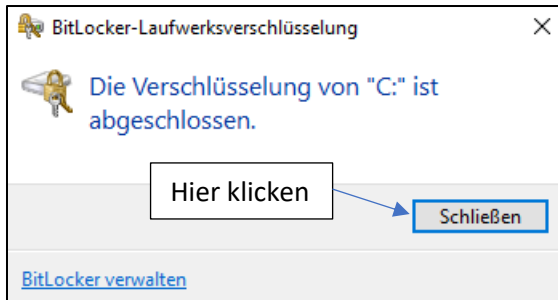 BitLocker-Laufwerksverschlüsselung
Die Verschlüsselung von "C:" ist
abgeschlossen.
Hier klicken
Schließen
BitLocker verwalten